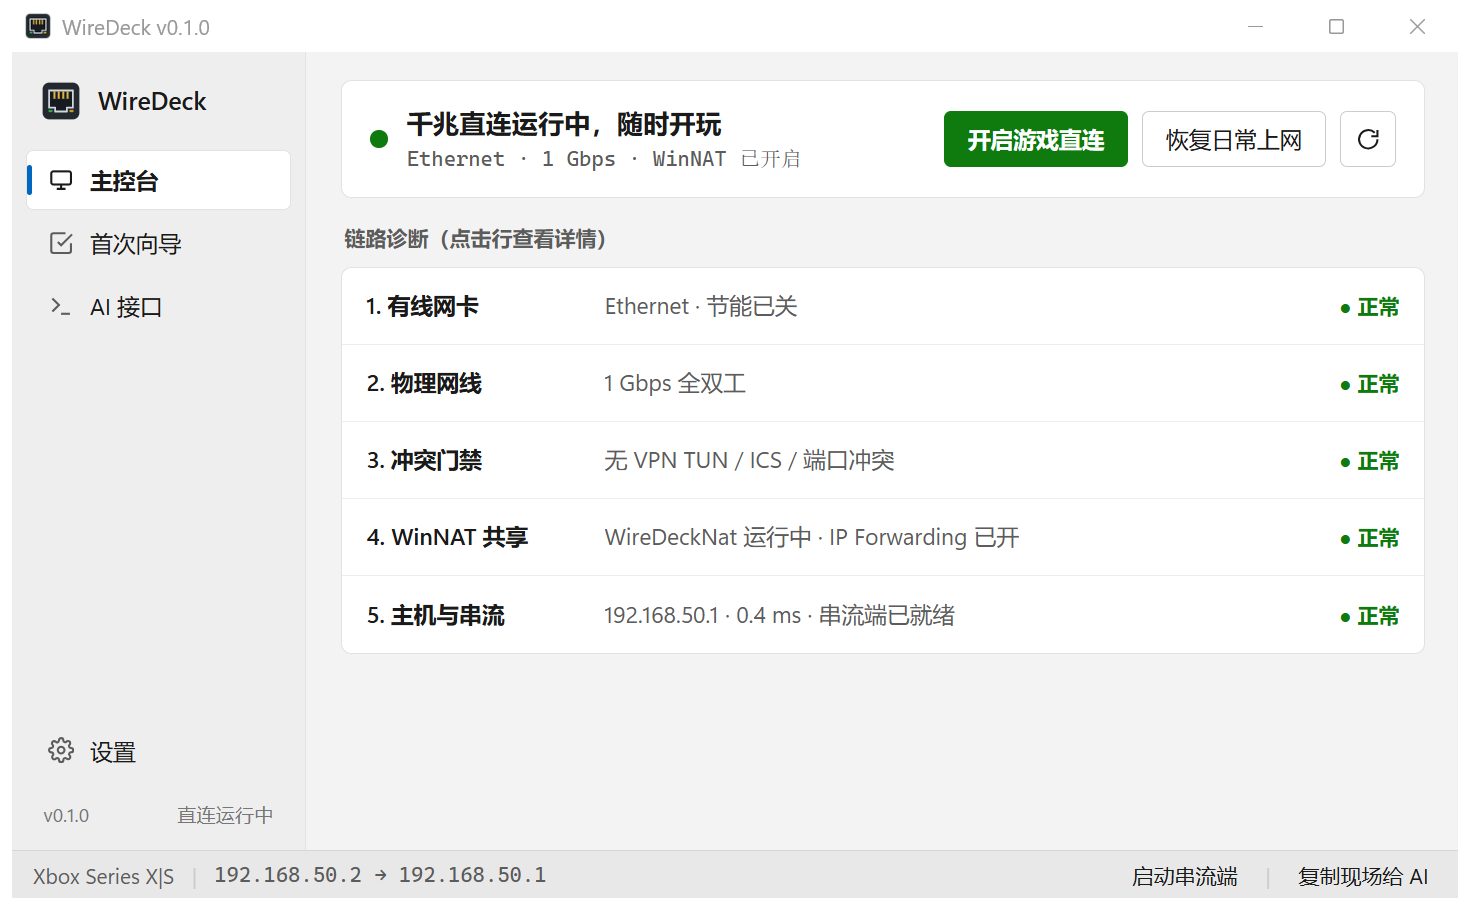 WireDeck v0.1.0
WireDeck
主控台
首次向导
AI 接口
设置
v0.1.0 直连运行中
千兆直连运行中，随时开玩
Ethernet · 1 Gbps · WinNAT 已开启
开启游戏直连
恢复日常上网
链路诊断（点击行查看详情）
1. 有线网卡 Ethernet · 节能已关 ● 正常
2. 物理网线 1 Gbps 全双工 ● 正常
3. 冲突门禁 无 VPN TUN / ICS / 端口冲突 ● 正常
4. WinNAT 共享 WireDeckNat 运行中 · IP Forwarding 已开 ● 正常
5. 主机与串流 192.168.50.1 · 0.4 ms · 串流端已就绪 ● 正常
Xbox Series X|S | 192.168.50.2 → 192.168.50.1 启动串流端 | 复制现场给 AI